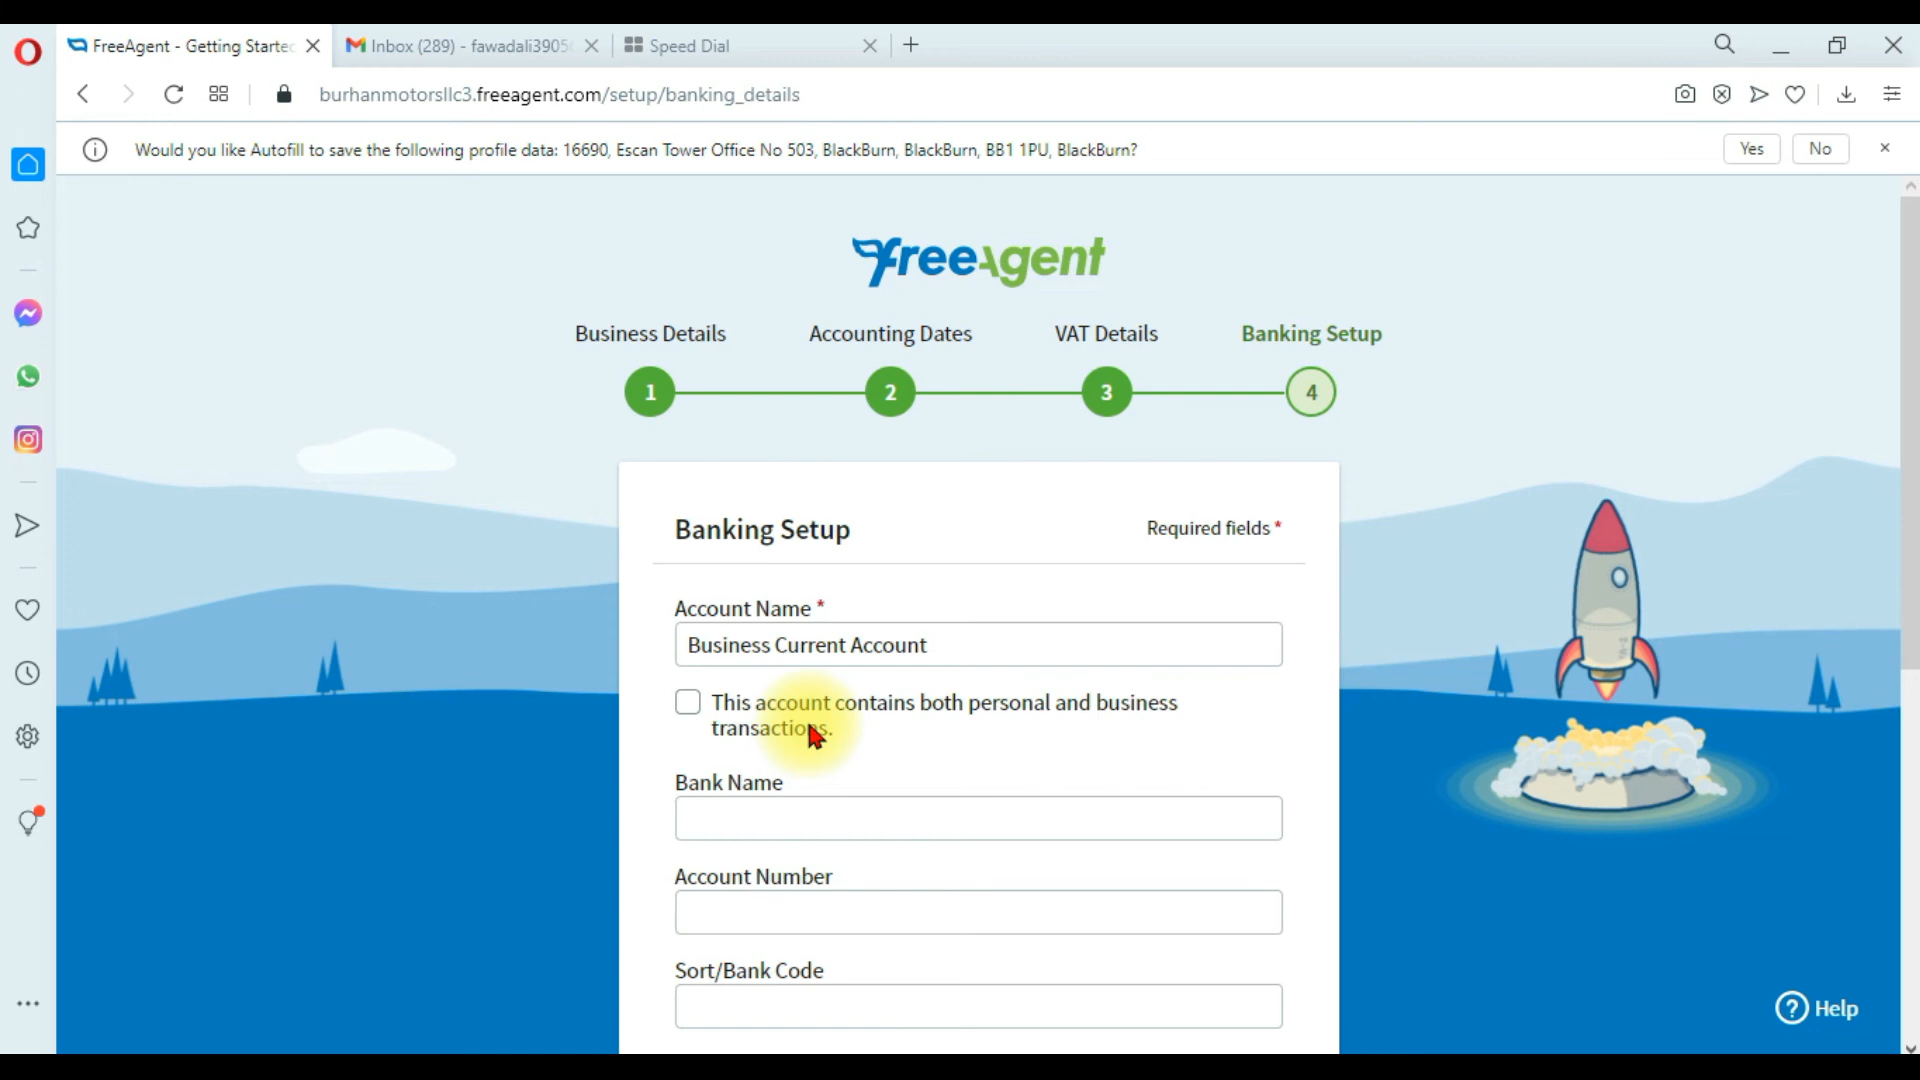 FreeAgent - Getting Starte
Inbox (289) - fawadali3905
Speed Dial
burhanmotorsllc3.freeagent.com/setup/banking_details
Would you like Autofill to save the following profile data: 16690, Escan Tower Office No 503, BlackBurn, BlackBurn, BB1 1PU, BlackBurn?
Yes
No
freeAgent
Business Details
Accounting Dates
VAT Details
Banking Setup
1
2
3
4
Banking Setup
Required fields *
Account Name *
Business Current Account
This account contains both personal and business
transactions.
Bank Name
Account Number
Sort/Bank Code
? Help